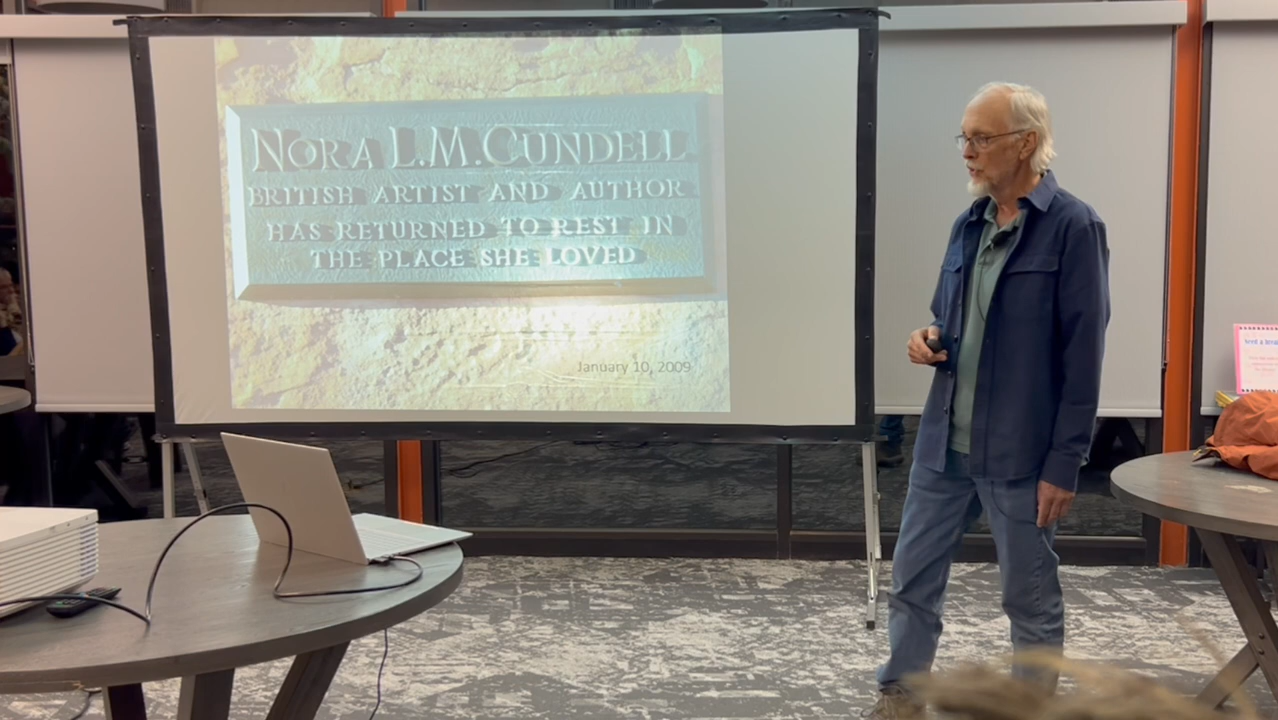 NORA L.M. CUNDELL
BRITISH ARTIST AND AUTHOR
HAS RETURNED TO REST IN
THE PLACE SHE LOVED
January 10, 2009